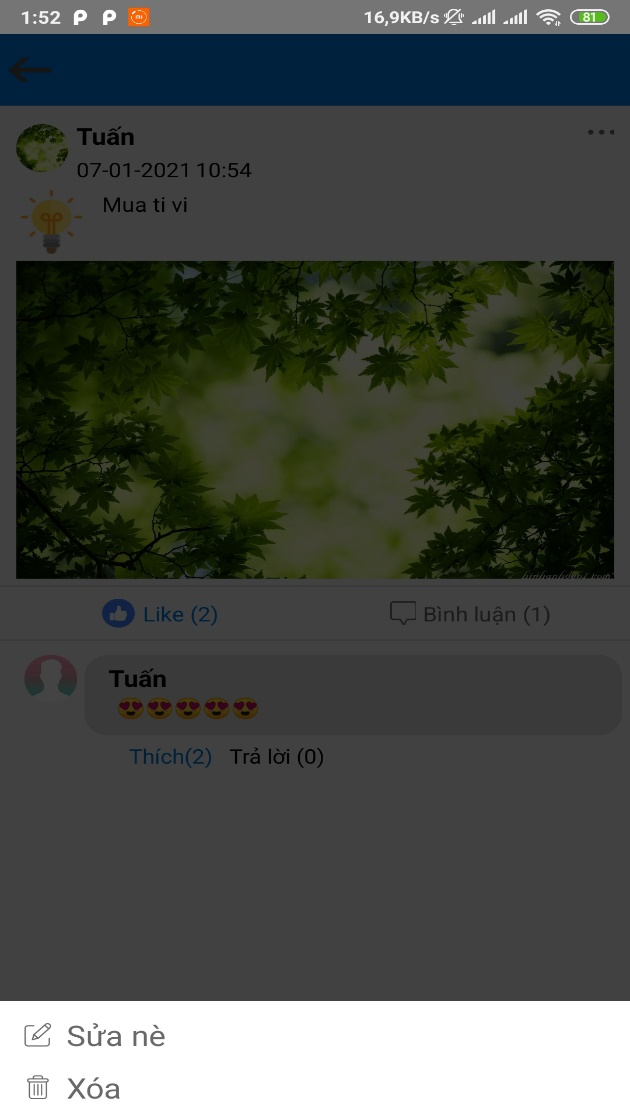 1:52 16,9KB/s 81
Tuấn
07-01-2021 10:54
Mua ti vi
Like (2) Bình luận (1)
Tuấn
😍😍😍😍😍
Thích(2) Trả lời (0)
Sửa nè
Xóa